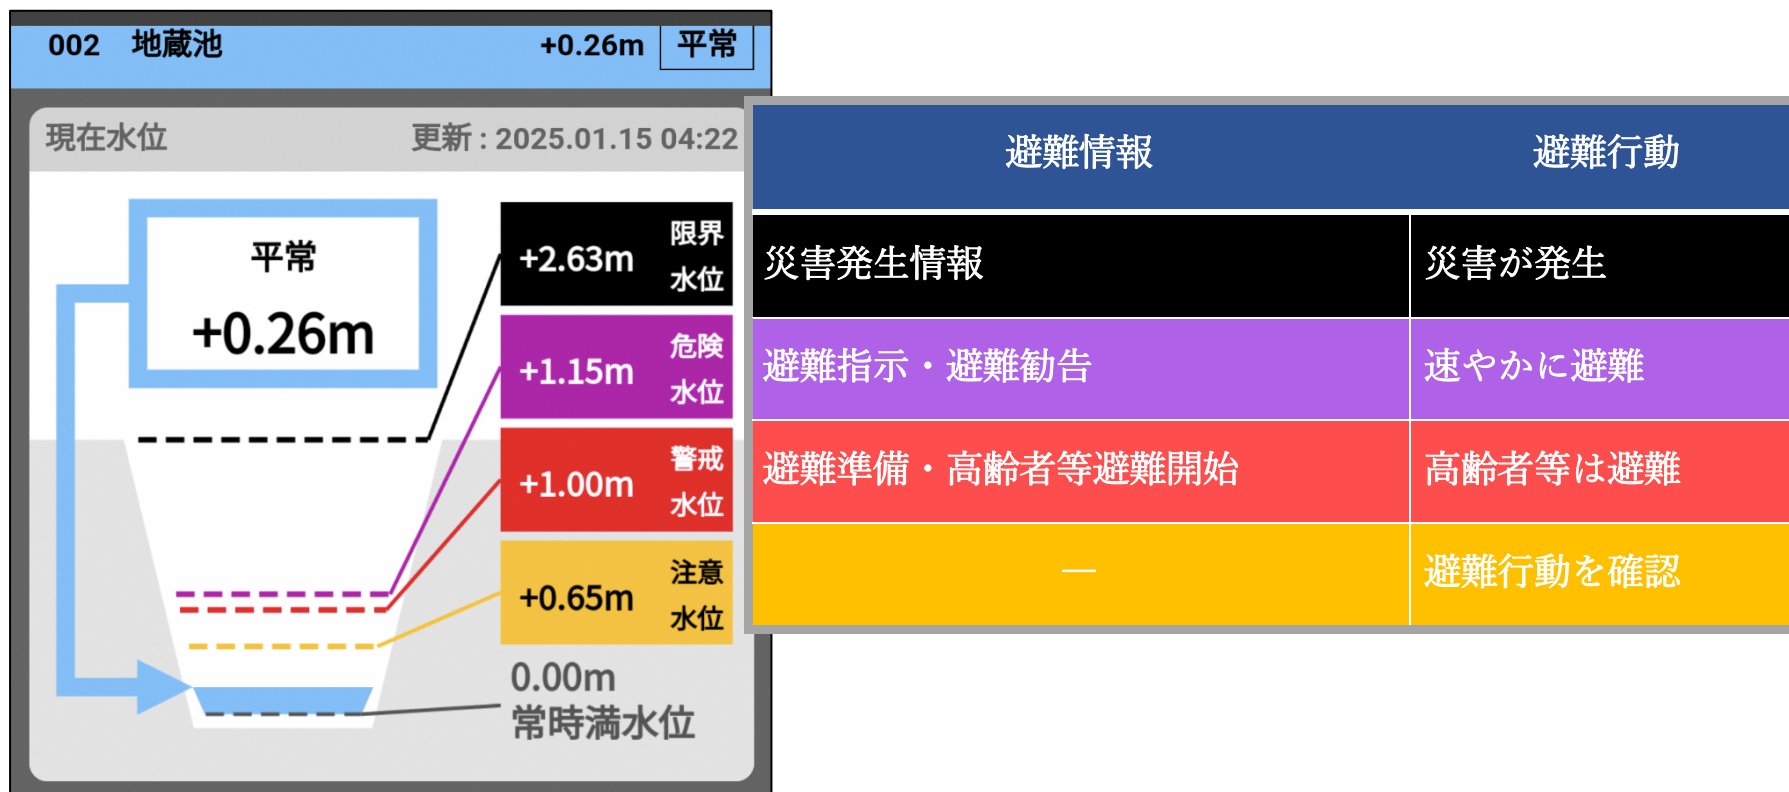 002 地蔵池 +0.26m 平常
現在水位 更新 : 2025.01.15 04:22
平常
+0.26m
+2.63m 限界水位
+1.15m 危険水位
+1.00m 警戒水位
+0.65m 注意水位
0.00m
常時満水位
避難情報 避難行動
災害発生情報 災害が発生
避難指示・避難勧告 速やかに避難
避難準備・高齢者等避難開始 高齢者等は避難
― 避難行動を確認